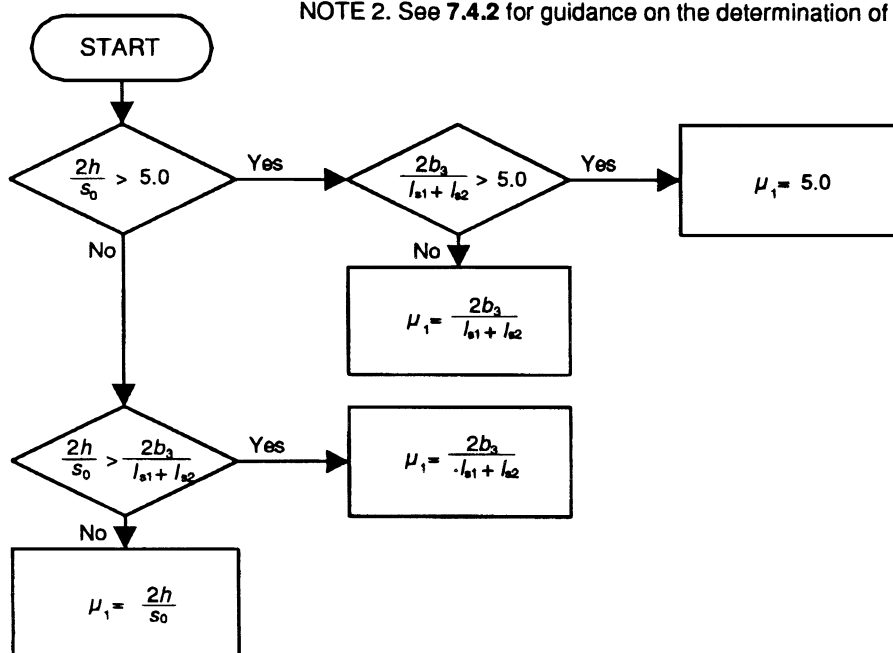 NOTE 2. See 7.4.2 for guidance on the determination of
START
2h/s₀ > 5.0
Yes
2b₃/(lₛ₁ + lₛ₂) > 5.0
Yes
μ₁= 5.0
No
No
μ₁= 2b₃/(lₛ₁ + lₛ₂)
2h/s₀ > 2b₃/(lₛ₁ + lₛ₂)
Yes
μ₁= 2b₃/(lₛ₁ + lₛ₂)
No
μ₁= 2h/s₀